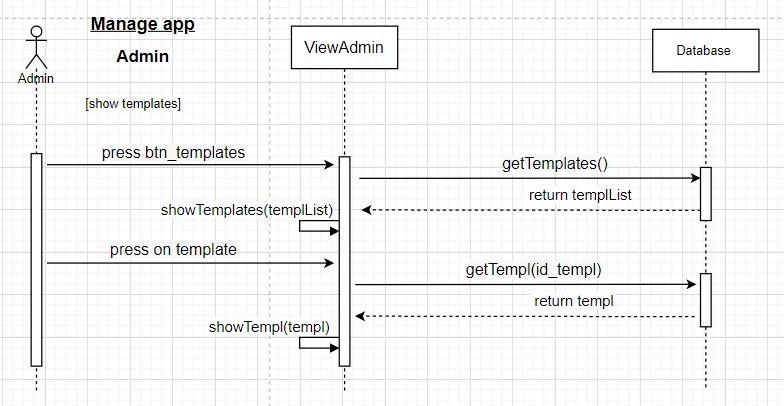 Manage app
Admin
ViewAdmin
Database
Admin
[show templates]
press btn_templates
getTemplates()
return templList
showTemplates(templList)
press on template
getTempl(id_templ)
return templ
showTempl(templ)